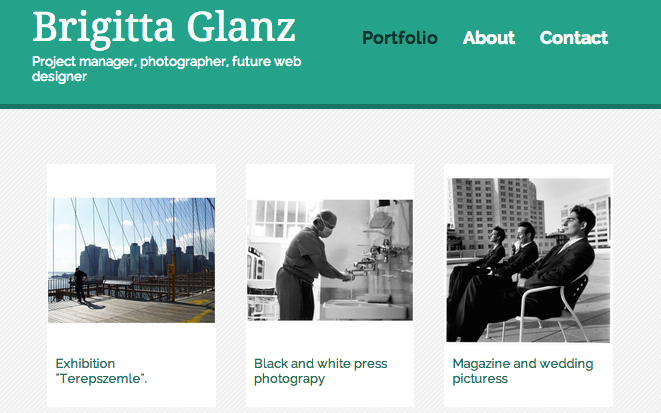 Brigitta Glanz
Portfolio About Contact
Project manager, photographer, future web
designer
Exhibition
"Terepszemle".
Black and white press
photograpy
Magazine and wedding
picturess